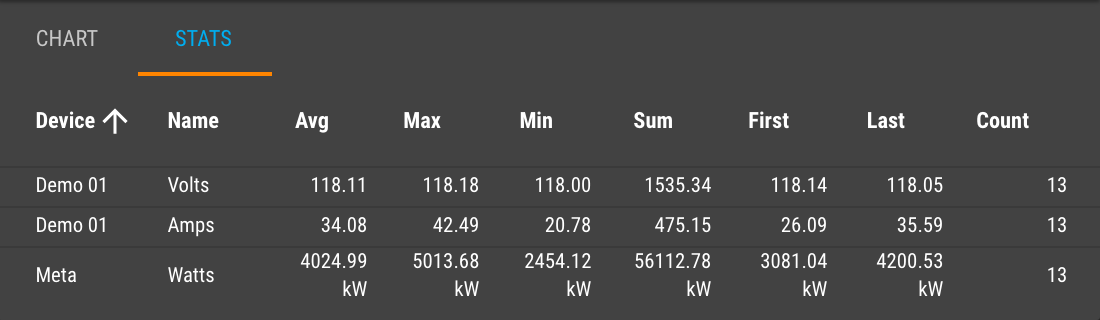 CHART STATS
Device Name Avg Max Min Sum First Last Count
Demo 01 Volts 118.11 118.18 118.00 1535.34 118.14 118.05 13
Demo 01 Amps 34.08 42.49 20.78 475.15 26.09 35.59 13
Meta Watts 4024.99 5013.68 2454.12 56112.78 3081.04 4200.53 13
kW kW kW kW kW kW